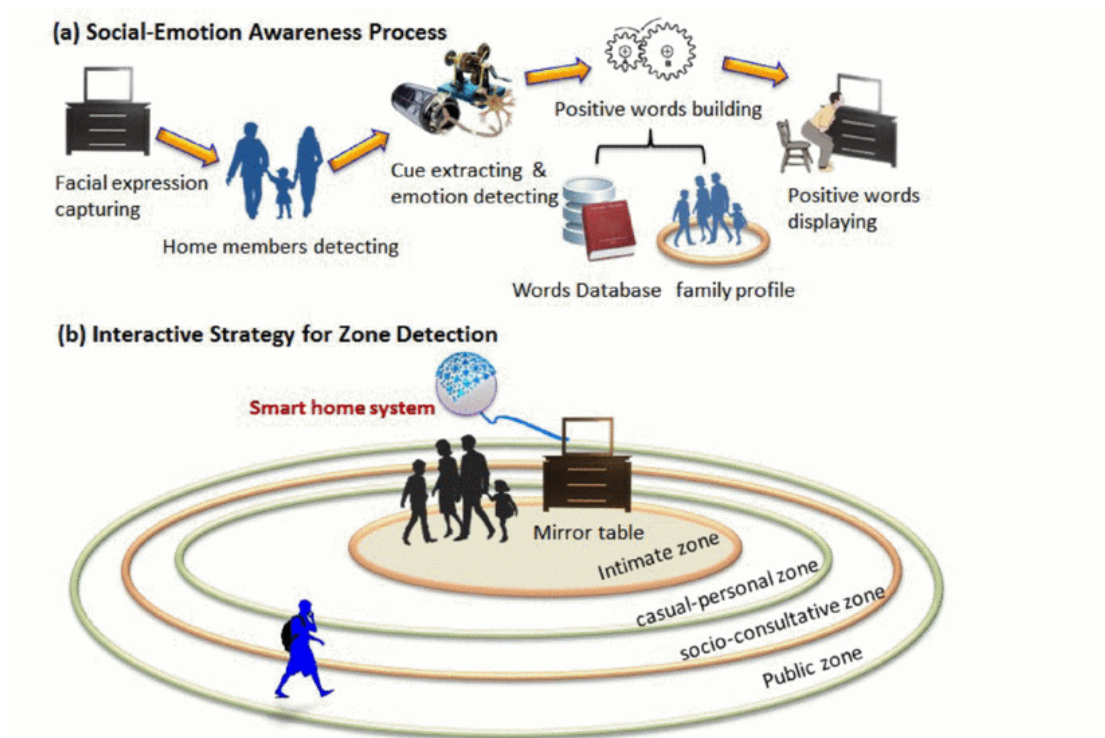 (a) Social-Emotion Awareness Process
Positive words building
Facial expression
capturing
Cue extracting &
emotion detecting
Positive words
displaying
Home members detecting
Words Database
family profile
(b) Interactive Strategy for Zone Detection
Smart home system
Mirror table
Intimate zone
casual-personal zone
socio-consultative zone
Public zone